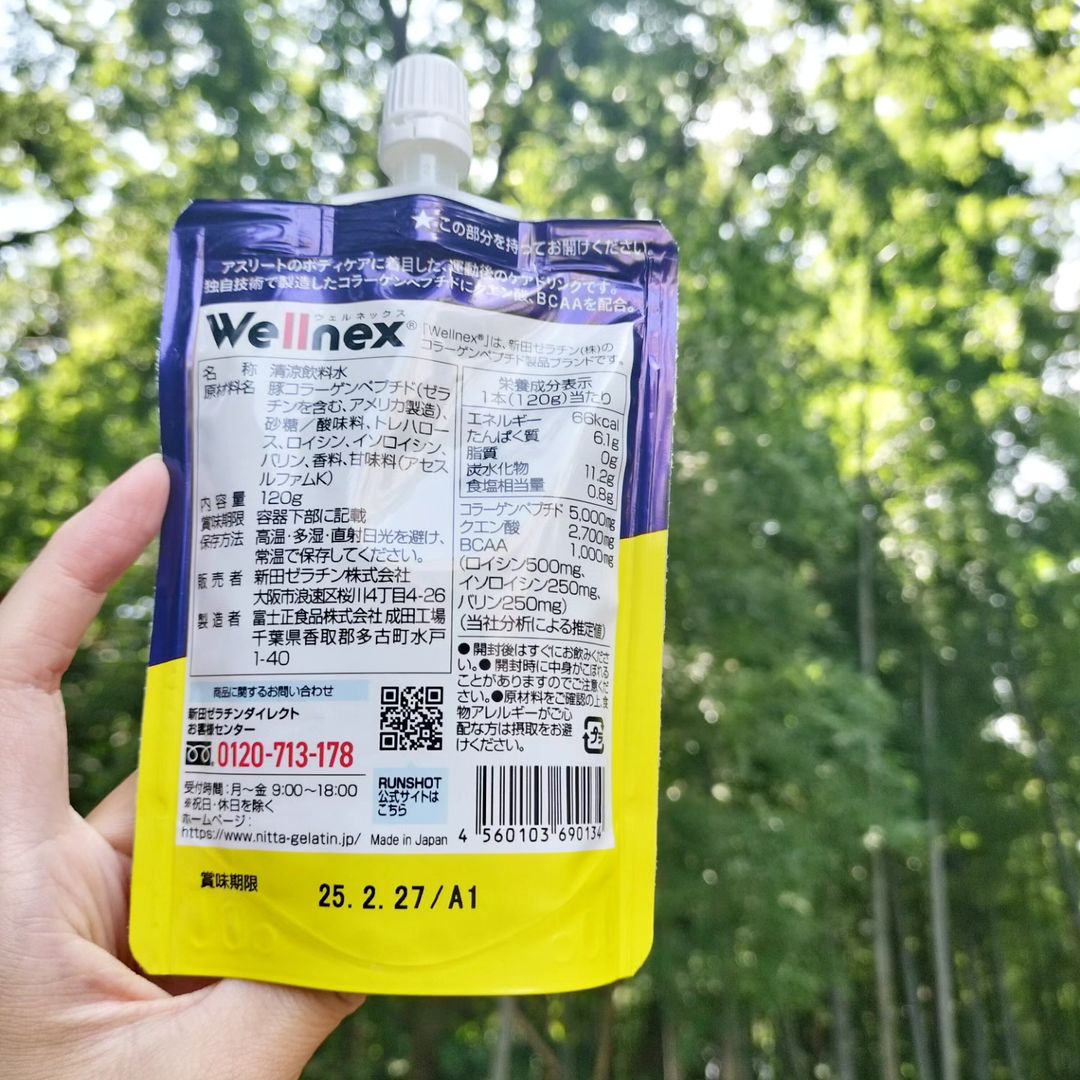 ★この部分を持ってお開けください。
アスリートのボディケアに着目した、運動後のケアドリンクです。
独自技術で製造したコラーゲンペプチドにクエン酸、BCAAを配合。
ウェルネックス
Wellnex®
「Wellnex®」は、新田ゼラチン(株)の
コラーゲンペプチド製品ブランドです。
名 称 清涼飲料水
原材料名 豚コラーゲンペプチド(ゼラ
チンを含む、アメリカ製造)、
砂糖/酸味料、トレハロー
ス、ロイシン、イソロイシン、
バリン、香料、甘味料(アセス
ルファムK)
内容量 120g
賞味期限 容器下部に記載
保存方法 高温・多湿・直射日光を避け、
常温で保存してください。
販売者 新田ゼラチン株式会社
大阪市浪速区桜川4丁目4-26
製造者 富士正食品株式会社 成田工場
千葉県香取郡多古町水戸
1-40
栄養成分表示
1本(120g)当たり
エネルギー 66kcal
たんぱく質 6.1g
脂質 0g
炭水化物 11.2g
食塩相当量 0.8g
コラーゲンペプチド 5,000mg
クエン酸 2,700mg
BCAA 1,000mg
(ロイシン500mg、
イソロイシン250mg、
バリン250mg)
(当社分析による推定値)
●開封後はすぐにお飲みくださ
い。●開封時に中身がこぼれる
ことがありますのでご注意くだ
さい。●原材料をご確認の上、食
物アレルギーがご心
配な方は摂取をお避
けください。
プラ
商品に関するお問い合わせ
新田ゼラチンダイレクト
お客様センター
0120-713-178
受付時間:月~金 9:00~18:00
※祝日・休日を除く
ホームページ:
https://www.nitta-gelatin.jp/
Made in Japan
RUNSHOT
公式サイトは
こちら
4 560103 690134
賞味期限
25. 2. 27/A1